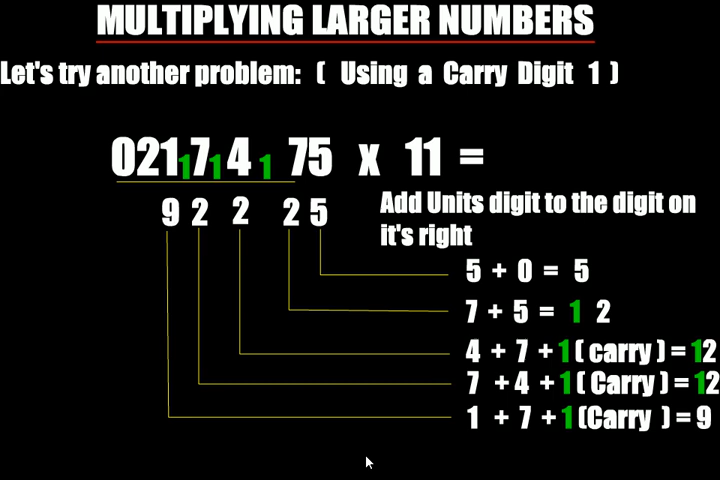 MULTIPLYING LARGER NUMBERS
Let's try another problem: ( Using a Carry Digit 1 )
02117141 75 x 11 =
9 2 2 2 5
Add Units digit to the digit on
it's right
5 + 0 = 5
7 + 5 = 1 2
4 + 7 + 1 ( carry ) = 12
7 + 4 + 1 ( Carry ) = 12
1 + 7 + 1 (Carry ) = 9